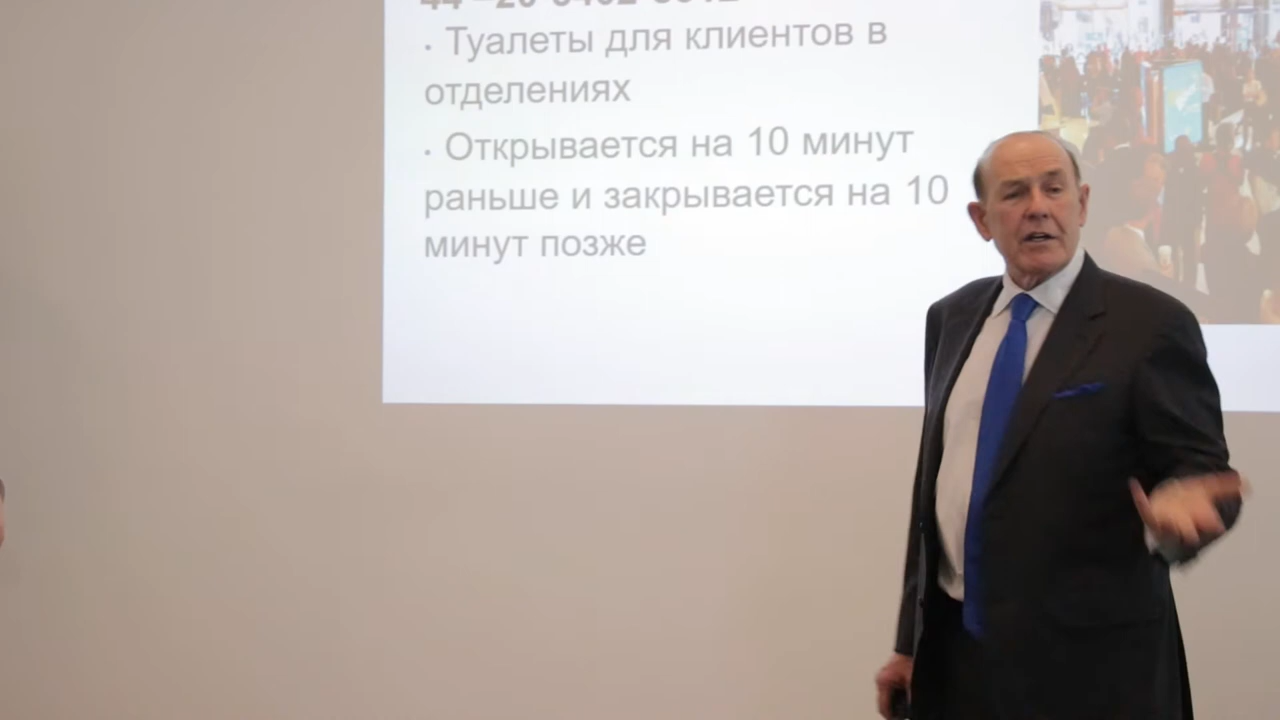 · Туалеты для клиентов в
отделениях
· Открывается на 10 минут
раньше и закрывается на 10
минут позже